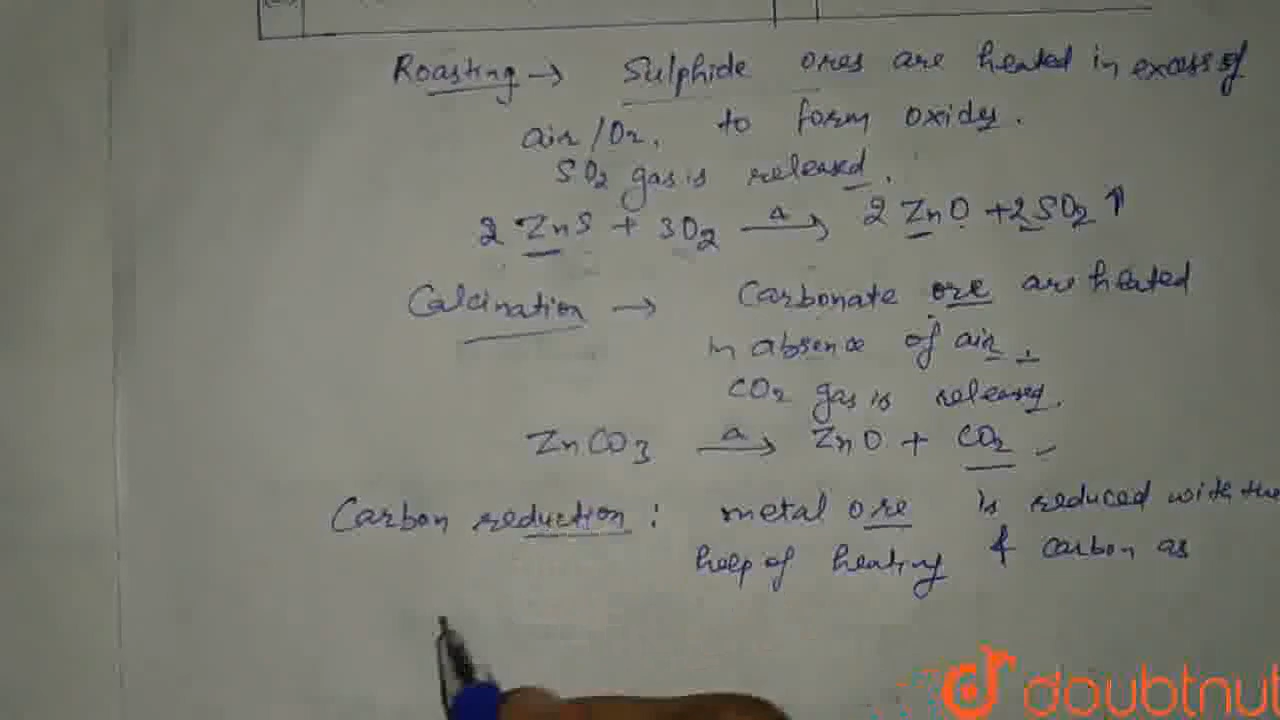 Roasting → Sulphide ores are heated in excess of
air/O2, to form oxides.
SO2 gas is released.
2 ZnS + 3O2 —Δ→ 2 ZnO + 2SO2 ↑
Calcination → Carbonate ore are heated
in absence of air.
CO2 gas is released.
ZnCO3 —Δ→ ZnO + CO2
Carbon reduction : metal ore is reduced with the
help of heating & carbon as
doubtnut